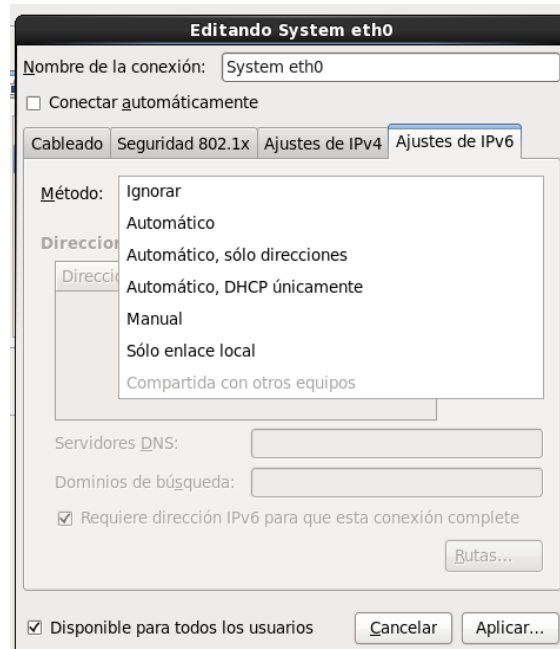 Editando System eth0
Nombre de la conexión: System eth0
Conectar automáticamente
Cableado Seguridad 802.1x Ajustes de IPv4 Ajustes de IPv6
Método: Ignorar
Automático
Direccion
Automático, sólo direcciones
Direcci
Automático, DHCP únicamente
Manual
Sólo enlace local
Compartida con otros equipos
Servidores DNS:
Dominios de búsqueda:
Requiere dirección IPv6 para que esta conexión complete
Rutas...
Disponible para todos los usuarios Cancelar Aplicar...